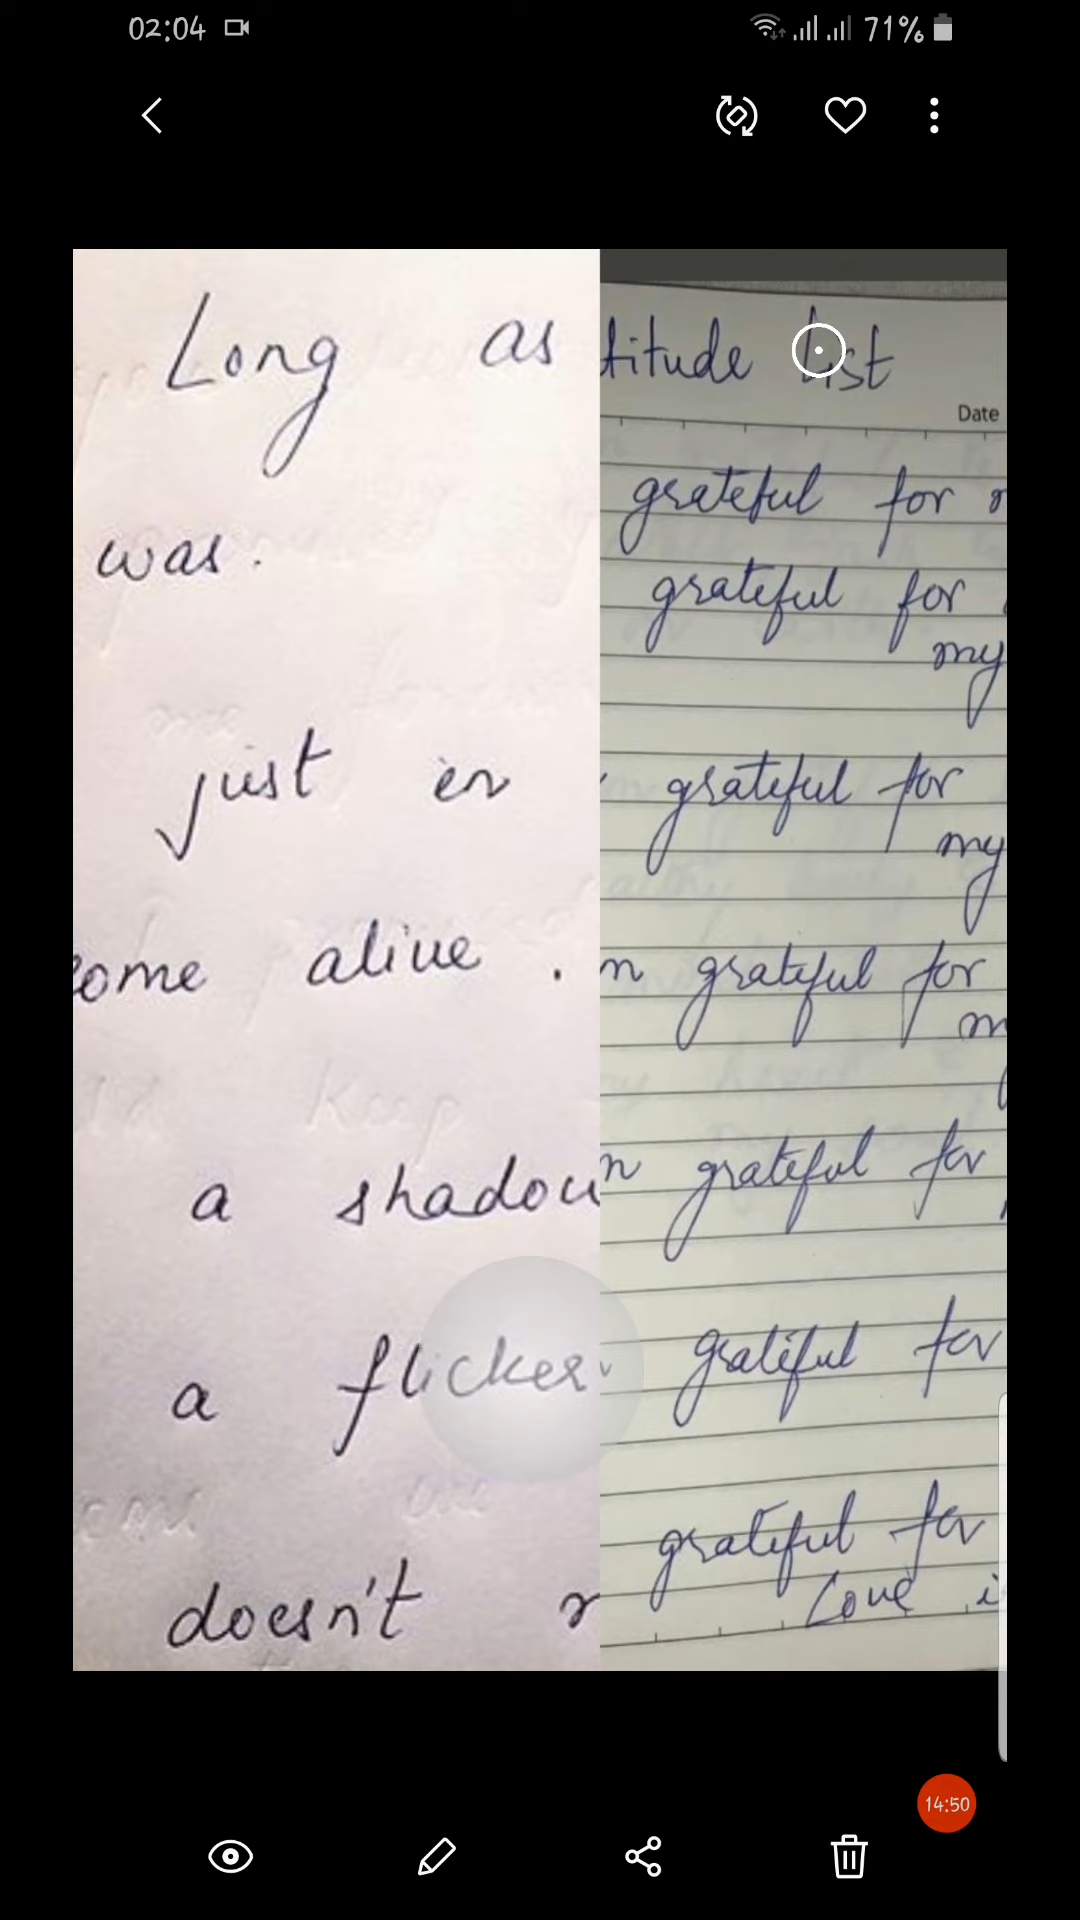 02:04
71%
Long as
was.
just in
come alive .
a shadow
a flicker
doesn't
titude List
Date
grateful for
grateful for
my
grateful for
my
grateful for
grateful for
grateful for
grateful for
Love i
14:50